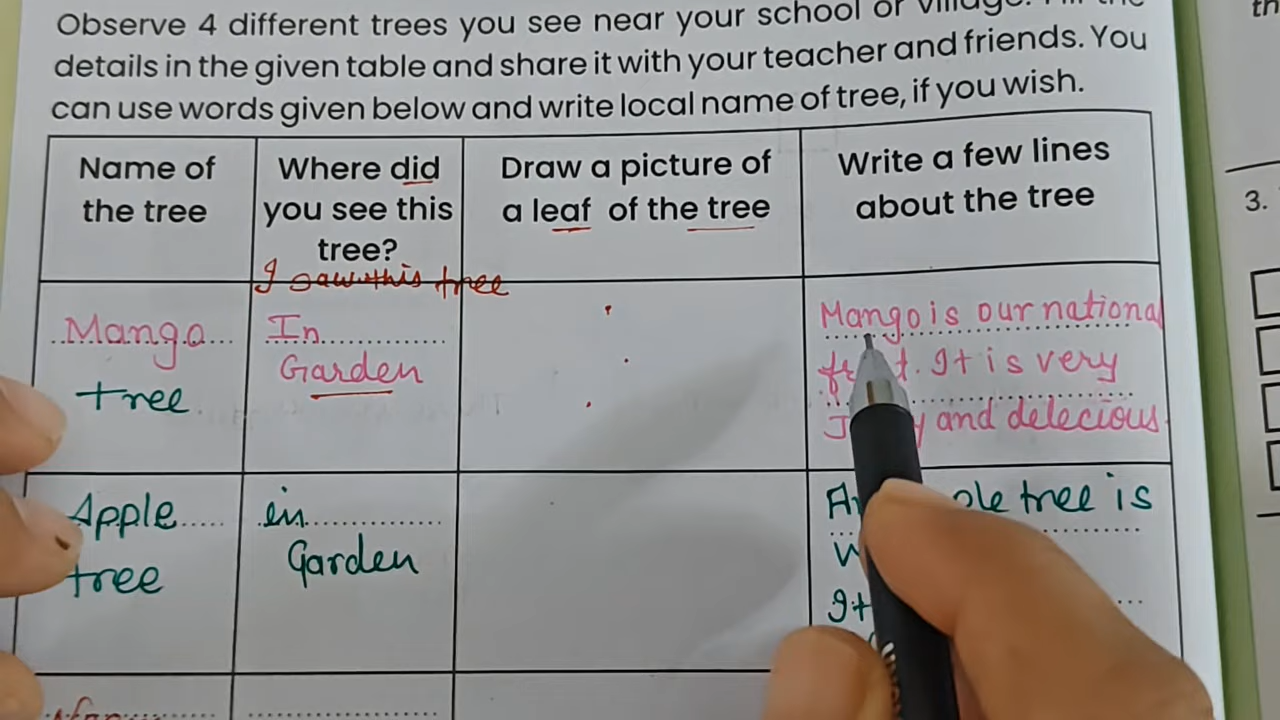 Observe 4 different trees you see near your school or village.
details in the given table and share it with your teacher and friends. You
can use words given below and write local name of tree, if you wish.
Name of
the tree
Where did
you see this
tree?
Draw a picture of
a leaf of the tree
Write a few lines
about the tree
I saw this tree
Mango
tree
In
Garden
Mango is our national
It is very
and delecious
Apple
tree
in
Garden
tree is
It
3.